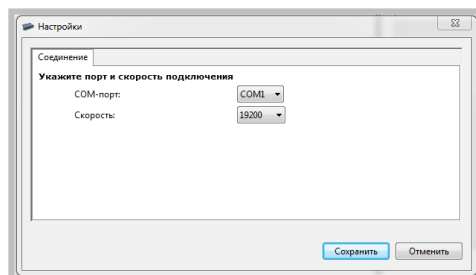 Настройки
Соединение
Укажите порт и скорость подключения
COM-порт: COM1
Скорость: 19200
Сохранить Отменить